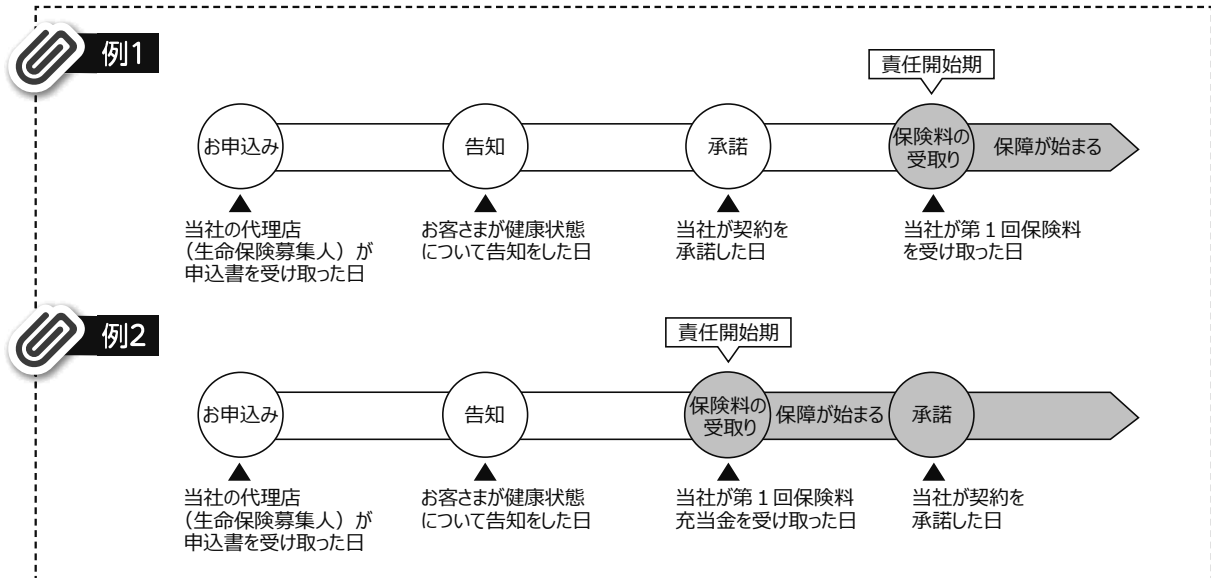 例1
責任開始期
お申込み
告知
承諾
保険料の
受取り
保障が始まる
当社の代理店
（生命保険募集人）が
申込書を受け取った日
お客さまが健康状態
について告知をした日
当社が契約を
承諾した日
当社が第１回保険料
を受け取った日
例2
責任開始期
お申込み
告知
保険料の
受取り
保障が始まる
承諾
当社の代理店
（生命保険募集人）が
申込書を受け取った日
お客さまが健康状態
について告知をした日
当社が第１回保険料
充当金を受け取った日
当社が契約を
承諾した日